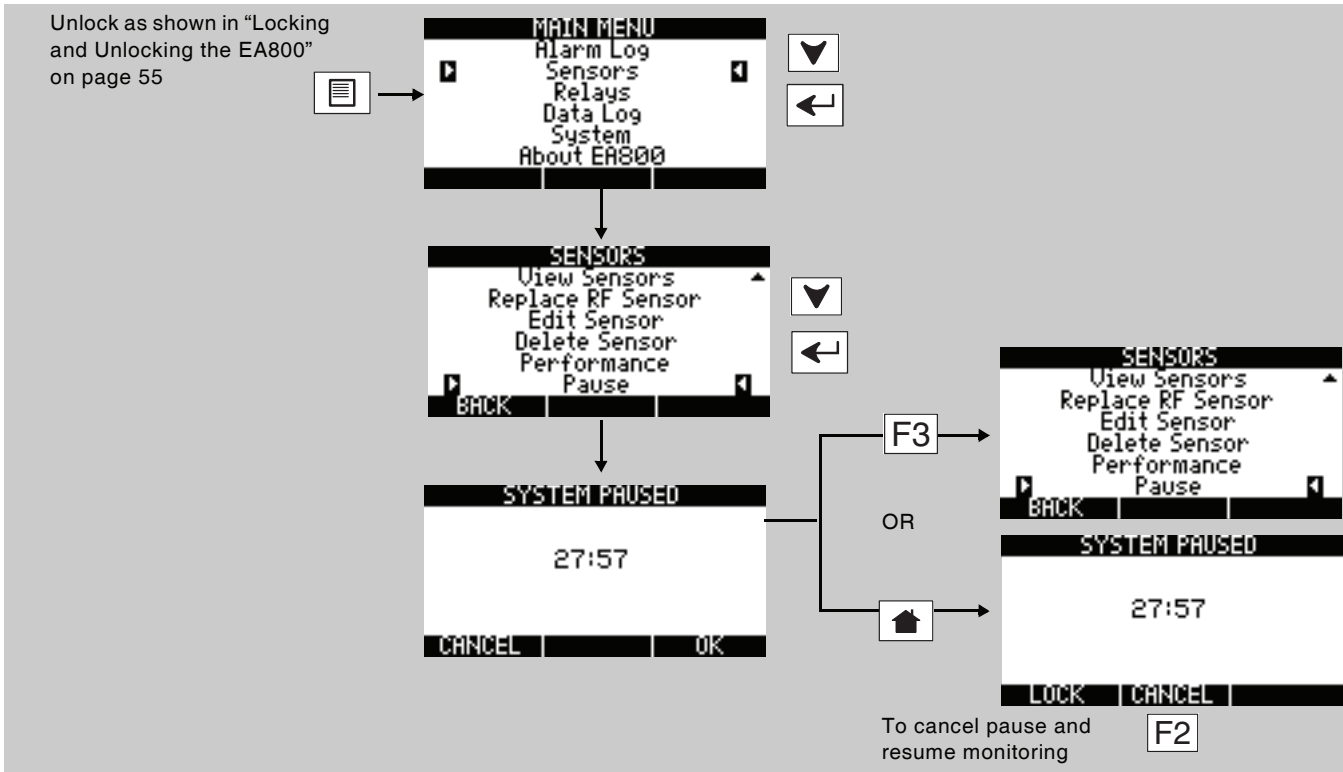 Unlock as shown in “Locking
and Unlocking the EA800”
on page 55
MAIN MENU
Alarm Log
Sensors
Relays
Data Log
System
About EA800
SENSORS
View Sensors
Replace RF Sensor
Edit Sensor
Delete Sensor
Performance
Pause
BACK
SYSTEM PAUSED
27:57
CANCEL OK
F3
OR
SENSORS
View Sensors
Replace RF Sensor
Edit Sensor
Delete Sensor
Performance
Pause
BACK
SYSTEM PAUSED
27:57
LOCK CANCEL
To cancel pause and
resume monitoring
F2